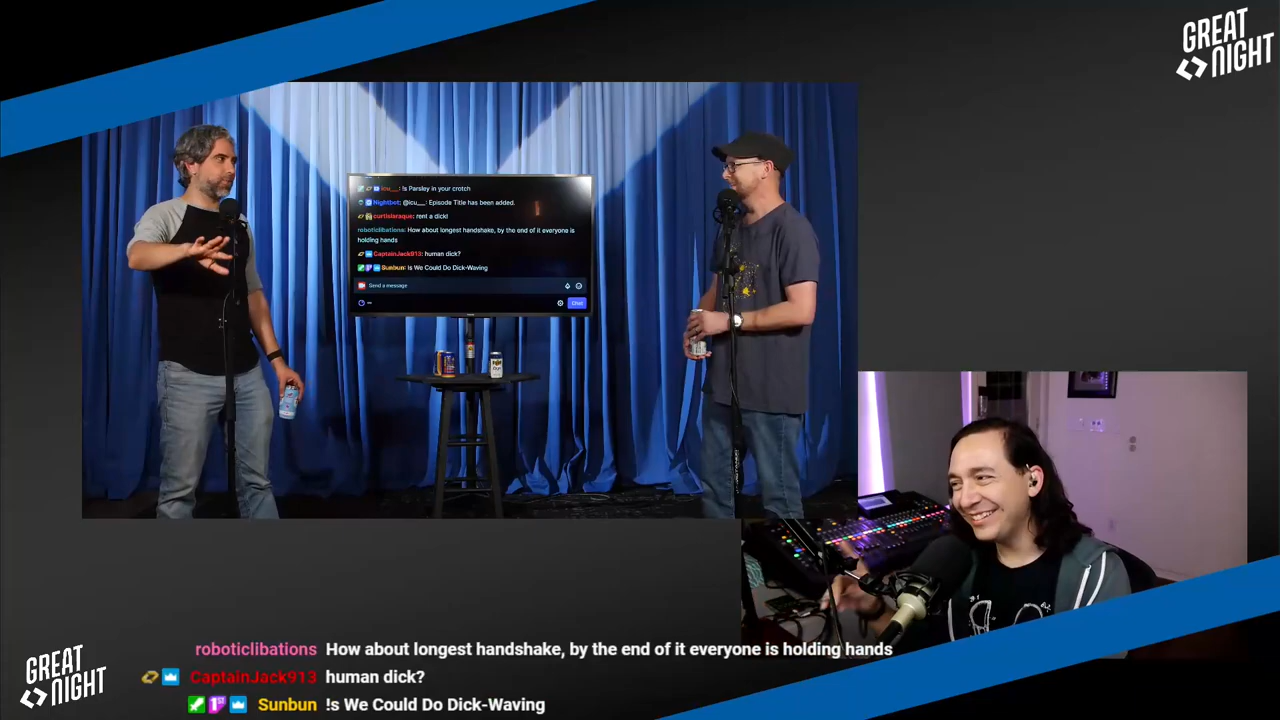 GREAT
NIGHT
icu__: !s Parsley in your crotch
Nightbot: @icu__: Episode Title has been added.
curtisisraque: rent a dick!
roboticlibations: How about longest handshake, by the end of it everyone is
holding hands
CaptainJack913: human dick?
Sunbun: !s We Could Do Dick-Waving
Send a message
Chat
GREAT
NIGHT
roboticlibations How about longest handshake, by the end of it everyone is holding hands
CaptainJack913 human dick?
Sunbun !s We Could Do Dick-Waving